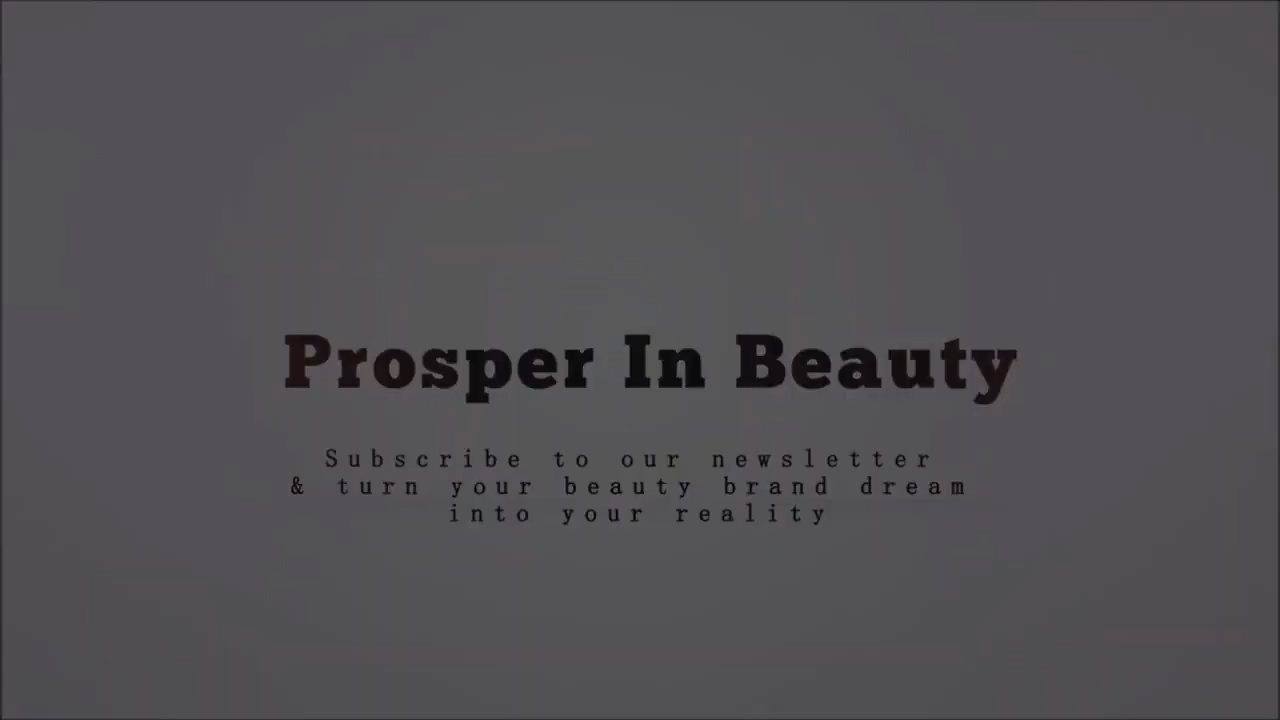 Prosper In Beauty
Subscribe to our newsletter
& turn your beauty brand dream
into your reality